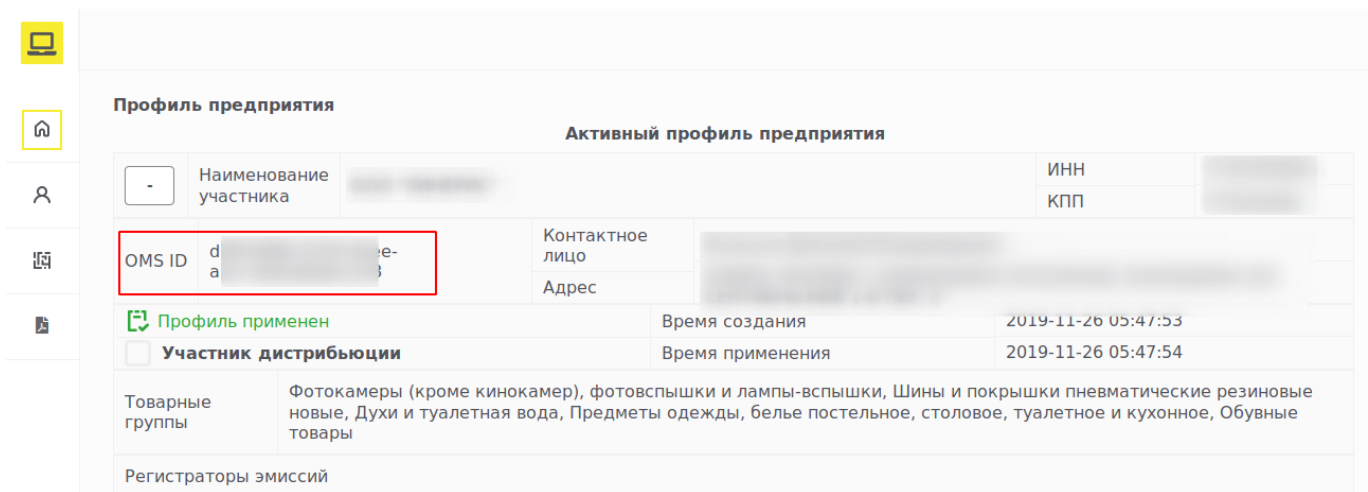 Профиль предприятия
Активный профиль предприятия
-
Наименование
участника
ИНН
КПП
OMS ID
Контактное
лицо
Адрес
Профиль применен
Время создания
2019-11-26 05:47:53
Участник дистрибьюции
Время применения
2019-11-26 05:47:54
Товарные
группы
Фотокамеры (кроме кинокамер), фотовспышки и лампы-вспышки, Шины и покрышки пневматические резиновые
новые, Духи и туалетная вода, Предметы одежды, белье постельное, столовое, туалетное и кухонное, Обувные
товары
Регистраторы эмиссий